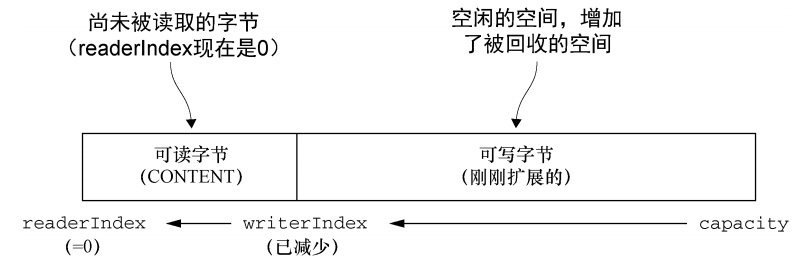 尚未被读取的字节
（readerIndex现在是0）
空闲的空间，增加
了被回收的空间
可读字节
(CONTENT)
可写字节
(刚刚扩展的)
readerIndex
(=0)
writerIndex
(已减少)
capacity